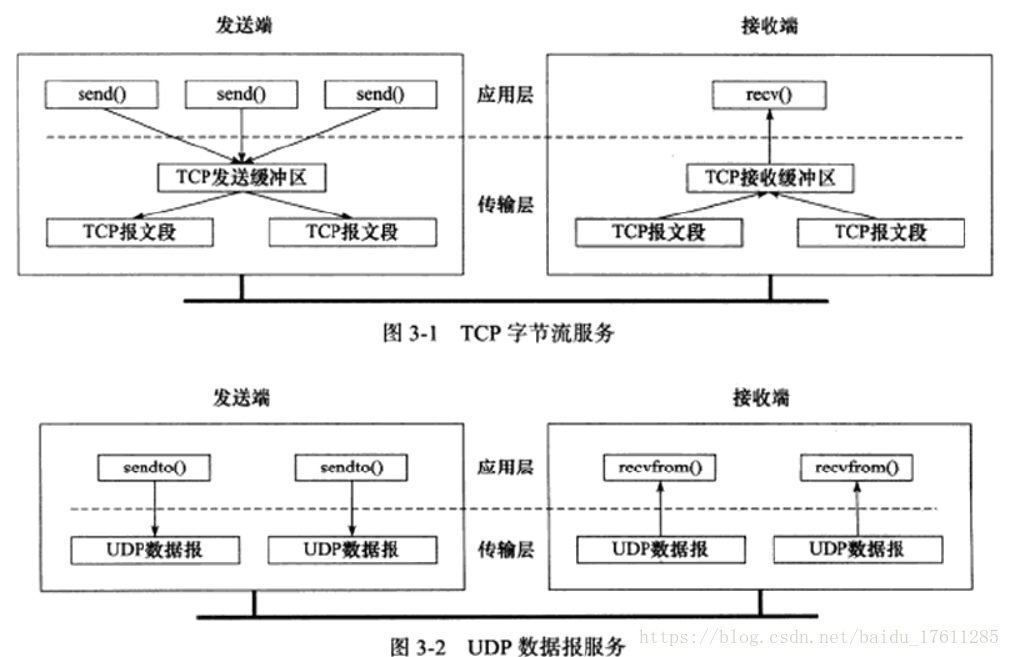 发送端 接收端
send() send() send() 应用层 recv()
TCP发送缓冲区 TCP接收缓冲区
传输层
TCP报文段 TCP报文段 TCP报文段 TCP报文段
图 3-1 TCP 字节流服务
发送端 接收端
sendto() sendto() 应用层 recvfrom() recvfrom()
UDP数据报 UDP数据报 传输层 UDP数据报 UDP数据报
图 3-2 UDP 数据报服务
https://blog.csdn.net/baidu_17611285